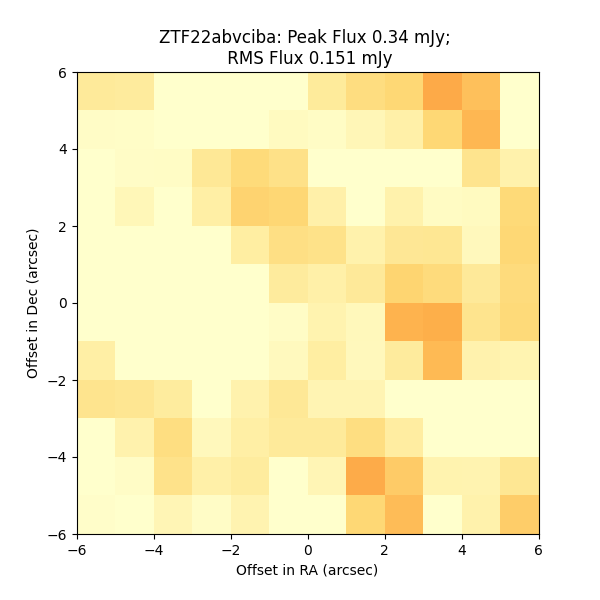 ZTF22abvciba: Peak Flux 0.34 mJy;
RMS Flux 0.151 mJy
6
4
2
0
−2
−4
−6
Offset in Dec (arcsec)
−6 −4 −2 0 2 4 6
Offset in RA (arcsec)